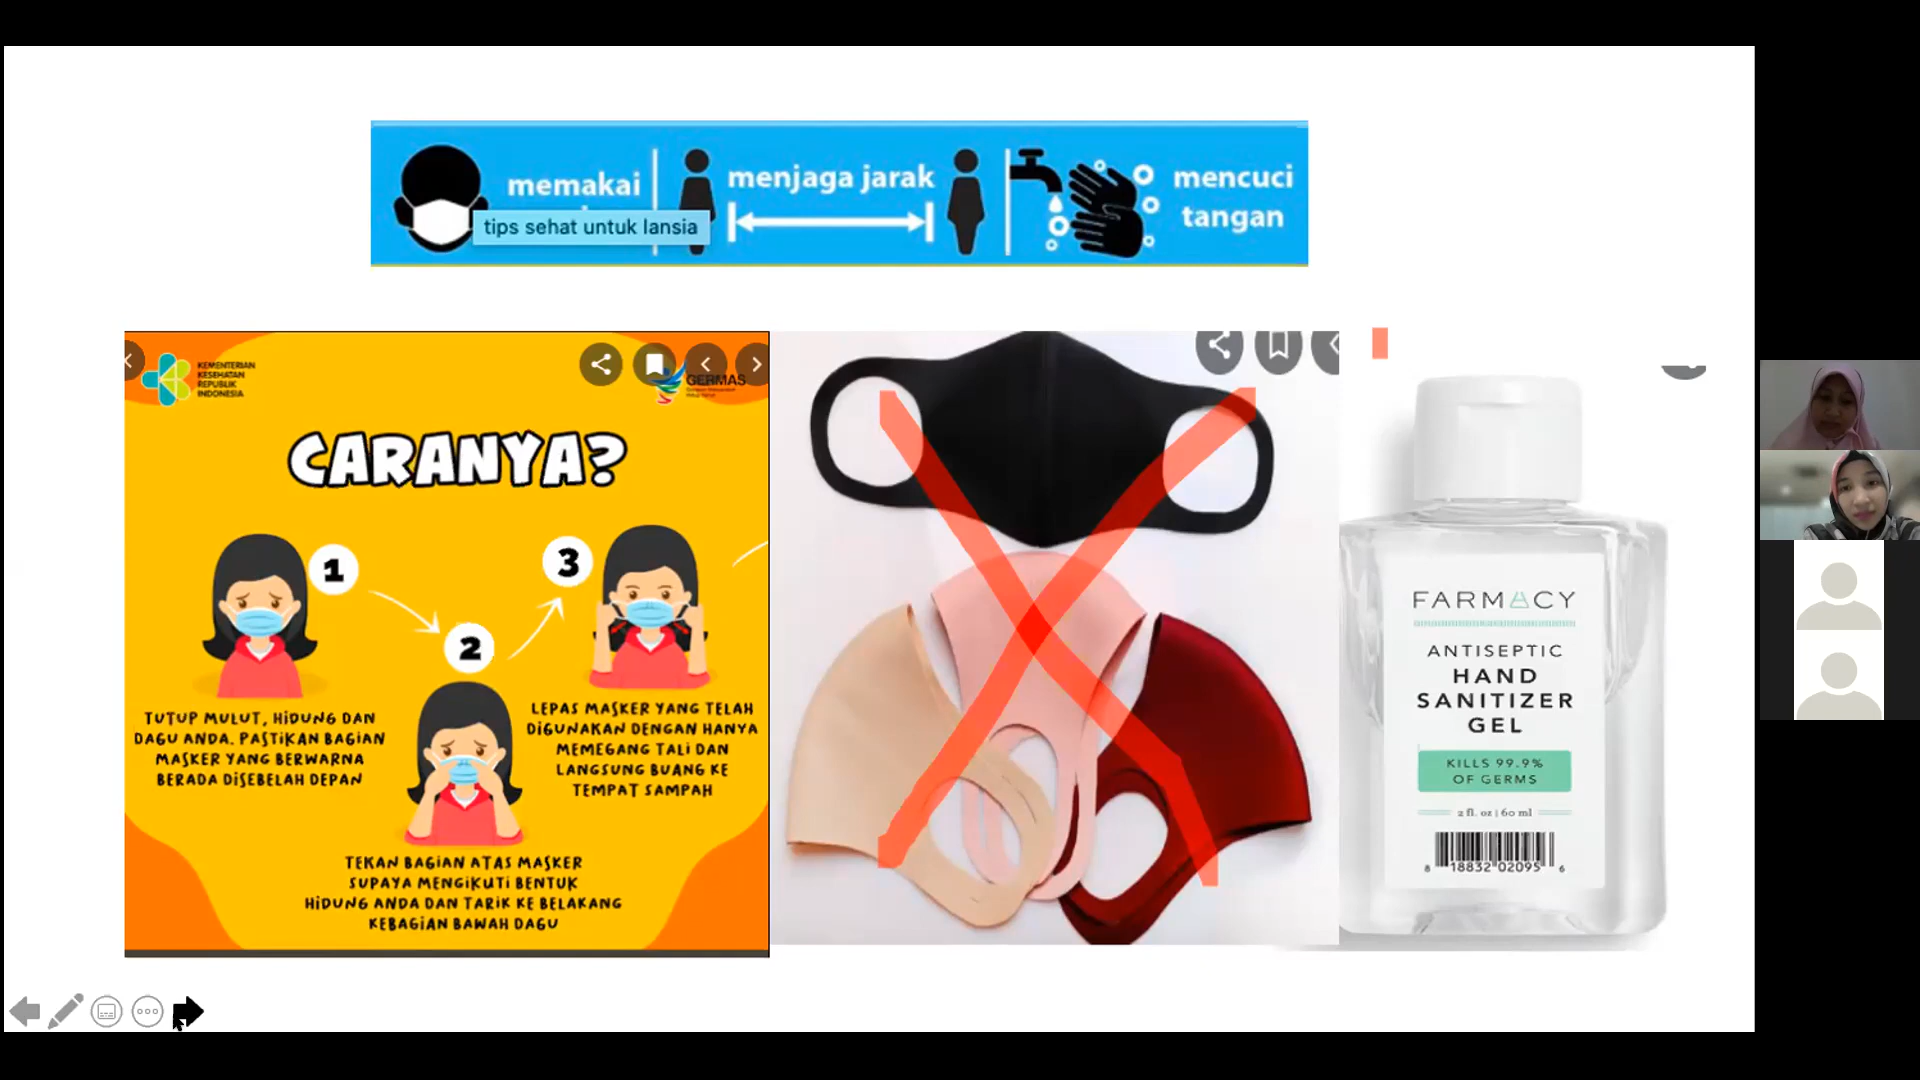 memakai
tips sehat untuk lansia
menjaga jarak
mencuci
tangan
KEMENTERIAN
KESEHATAN
REPUBLIK
INDONESIA
GERMAS
CARANYA?
1
TUTUP MULUT, HIDUNG DAN
DAGU ANDA. PASTIKAN BAGIAN
MASKER YANG BERWARNA
BERADA DISEBELAH DEPAN
2
TEKAN BAGIAN ATAS MASKER
SUPAYA MENGIKUTI BENTUK
HIDUNG ANDA DAN TARIK KE BELAKANG
KEBAGIAN BAWAH DAGU
3
LEPAS MASKER YANG TELAH
DIGUNAKAN DENGAN HANYA
MEMEGANG TALI DAN
LANGSUNG BUANG KE
TEMPAT SAMPAH
FARMACY
ANTISEPTIC
HAND
SANITIZER
GEL
KILLS 99.9%
OF GERMS
2 fl. oz | 60 ml
8 18832 02095 6